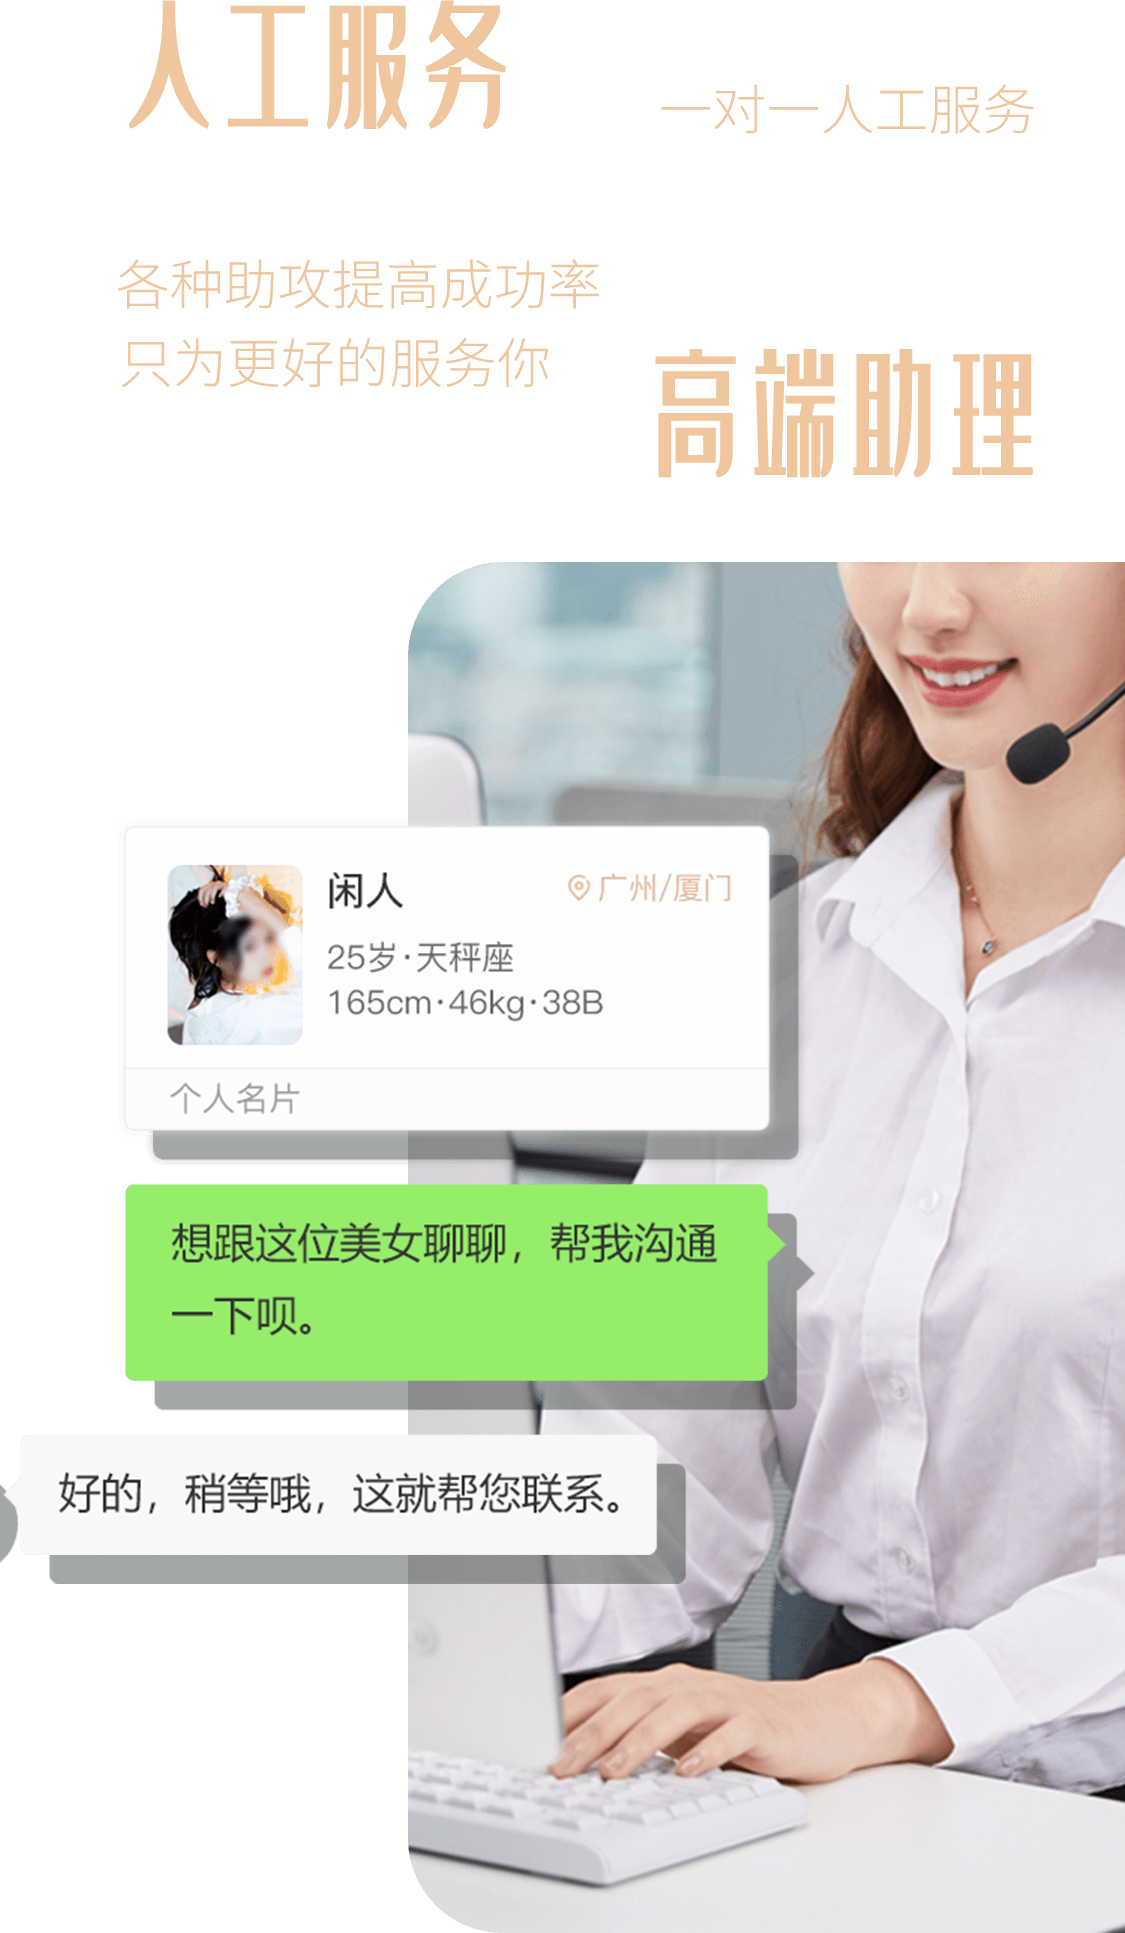 人工服务
一对一人工服务
各种助攻提高成功率
只为更好的服务你
高端助理
闲人
广州/厦门
25岁·天秤座
165cm·46kg·38B
个人名片
想跟这位美女聊聊，帮我沟通
一下呗。
好的，稍等哦，这就帮您联系。